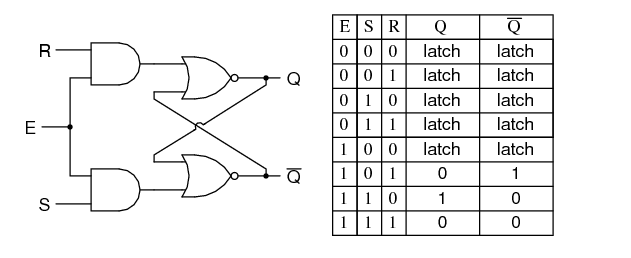 R
Q
E
Q̅
S
E S R Q Q̅
0 0 0 latch latch
0 0 1 latch latch
0 1 0 latch latch
0 1 1 latch latch
1 0 0 latch latch
1 0 1 0 1
1 1 0 1 0
1 1 1 0 0